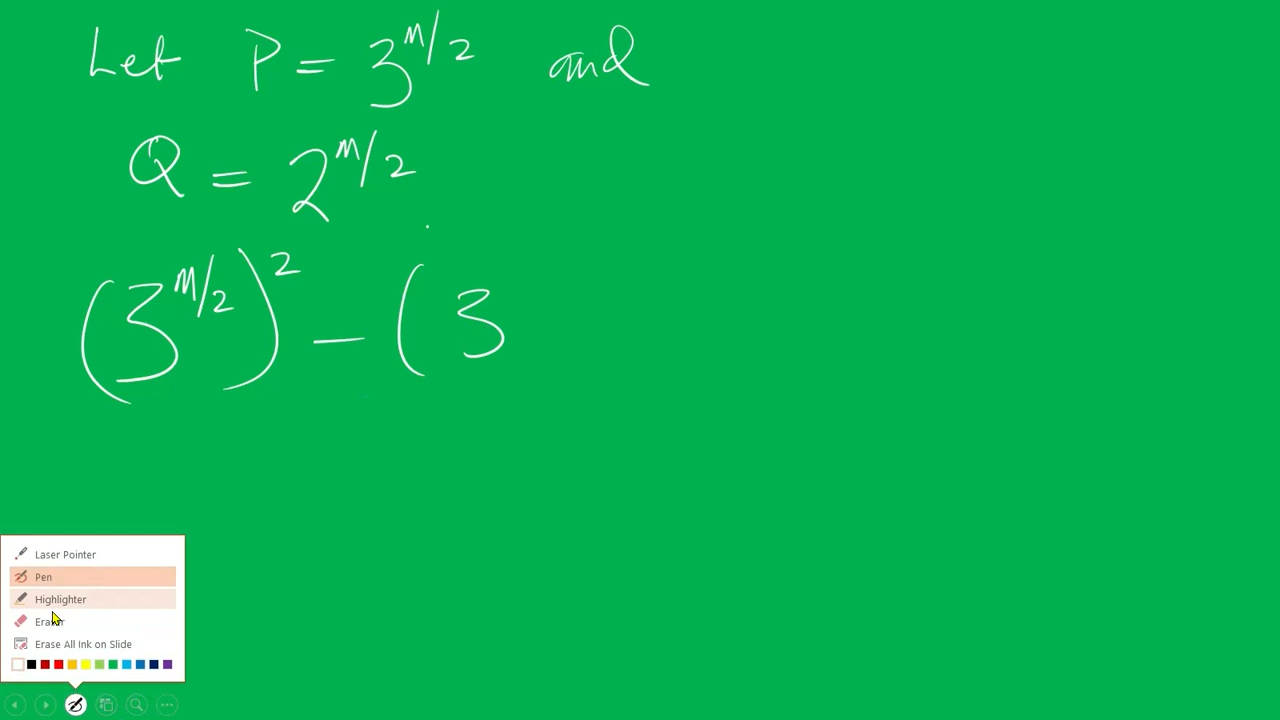 Let P = 3^{M/2} and
Q = 2^{M/2}
(3^{M/2})^2 - (3
Laser Pointer
Pen
Highlighter
Eraser
Erase All Ink on Slide